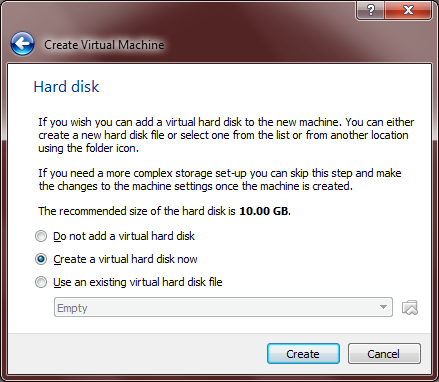 Create Virtual Machine
Hard disk
If you wish you can add a virtual hard disk to the new machine. You can either
create a new hard disk file or select one from the list or from another location
using the folder icon.
If you need a more complex storage set-up you can skip this step and make
the changes to the machine settings once the machine is created.
The recommended size of the hard disk is 10.00 GB.
Do not add a virtual hard disk
Create a virtual hard disk now
Use an existing virtual hard disk file
Empty
Create Cancel